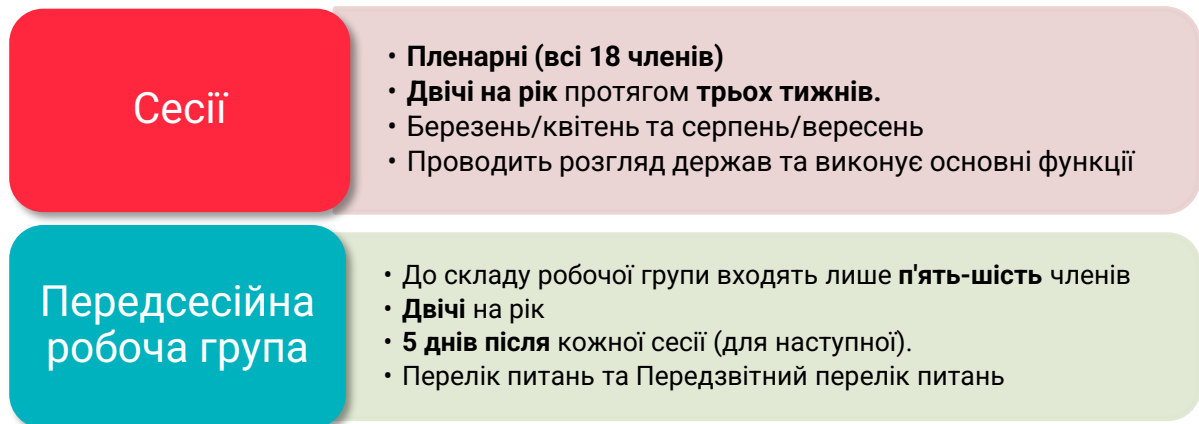 Сесії
• Пленарні (всі 18 членів)
• Двічі на рік протягом трьох тижнів.
• Березень/квітень та серпень/вересень
• Проводить розгляд держав та виконує основні функції
Передсесійна
робоча група
• До складу робочої групи входять лише п'ять-шість членів
• Двічі на рік
• 5 днів після кожної сесії (для наступної).
• Перелік питань та Передзвітний перелік питань